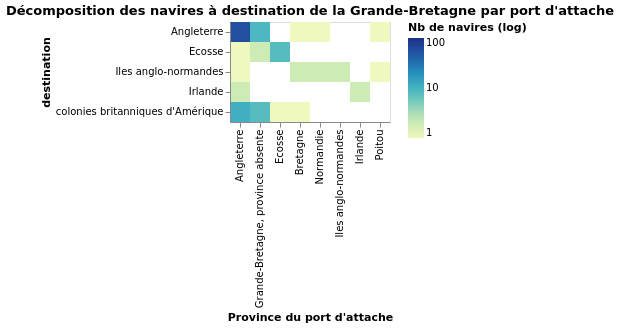 Décomposition des navires à destination de la Grande-Bretagne par port d'attache
destination
Angleterre
Ecosse
Iles anglo-normandes
Irlande
colonies britanniques d'Amérique
Nb de navires (log)
100
10
1
Angleterre
Grande-Bretagne, province absente
Ecosse
Bretagne
Normandie
Iles anglo-normandes
Irlande
Poitou
Province du port d'attache